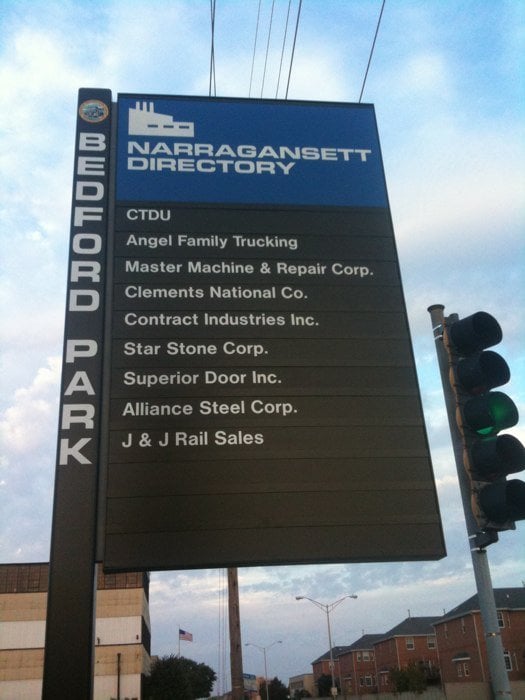 BEDFORD PARK
NARRAGANSETT
DIRECTORY
CTDU
Angel Family Trucking
Master Machine & Repair Corp.
Clements National Co.
Contract Industries Inc.
Star Stone Corp.
Superior Door Inc.
Alliance Steel Corp.
J & J Rail Sales